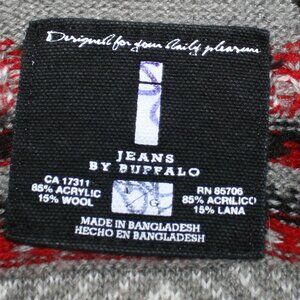 Designed for your daily pleasure
i
JEANS
BY BUFFALO
CA 17311
85% ACRYLIC
15% WOOL
G
RN 85706
85% ACRILICO
15% LANA
MADE IN BANGLADESH
HECHO EN BANGLADESH